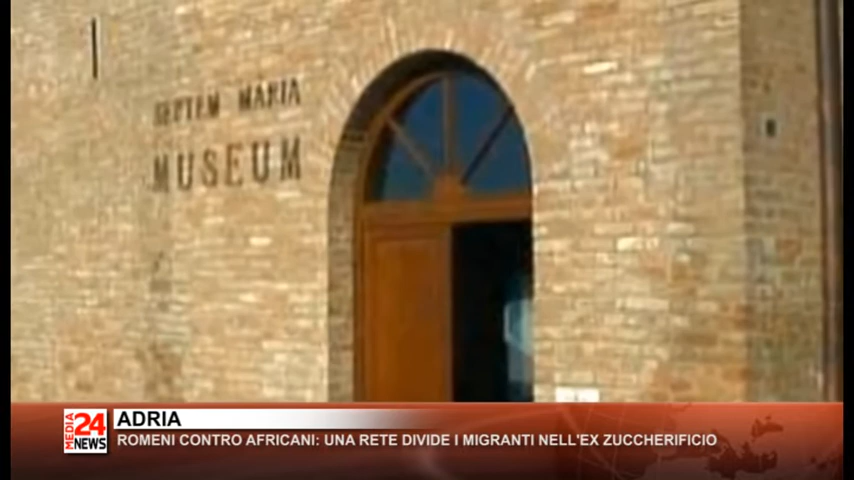 SEPTEM MARIA
MUSEUM
MEDIA
24
NEWS
ADRIA
ROMENI CONTRO AFRICANI: UNA RETE DIVIDE I MIGRANTI NELL'EX ZUCCHERIFICIO